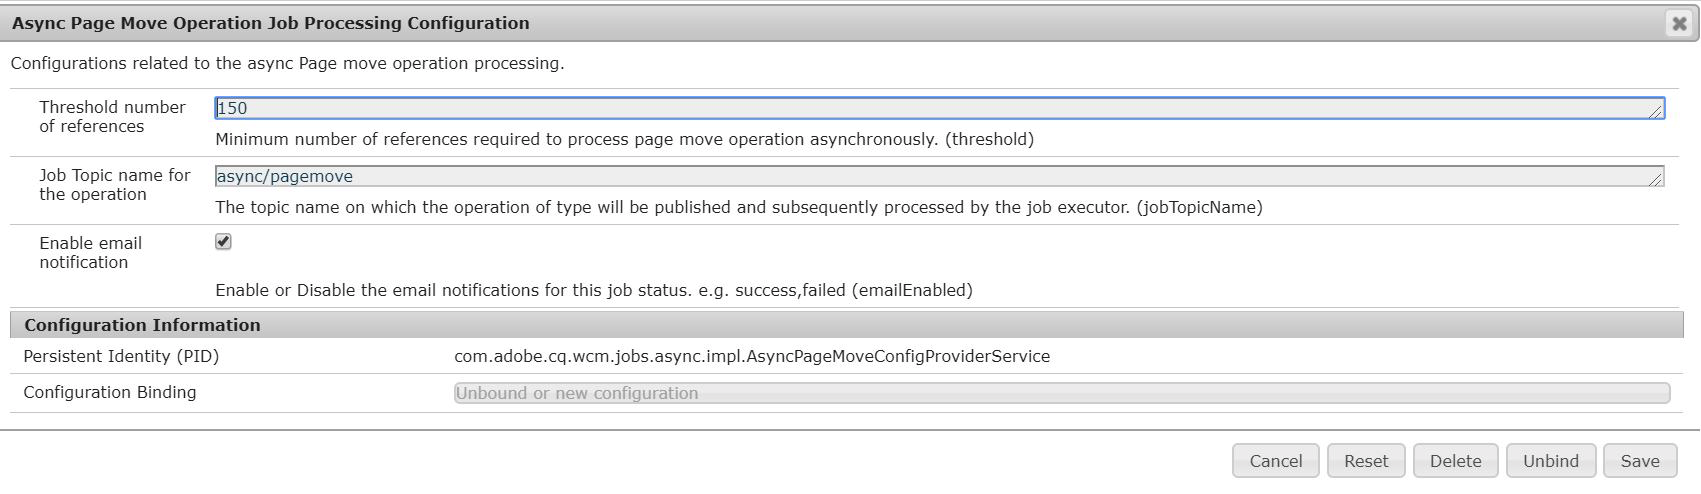 Async Page Move Operation Job Processing Configuration
Configurations related to the async Page move operation processing.
Threshold number
of references
150
Minimum number of references required to process page move operation asynchronously. (threshold)
Job Topic name for
the operation
async/pagemove
The topic name on which the operation of type will be published and subsequently processed by the job executor. (jobTopicName)
Enable email
notification
Enable or Disable the email notifications for this job status. e.g. success,failed (emailEnabled)
Configuration Information
Persistent Identity (PID) com.adobe.cq.wcm.jobs.async.impl.AsyncPageMoveConfigProviderService
Configuration Binding Unbound or new configuration
Cancel Reset Delete Unbind Save